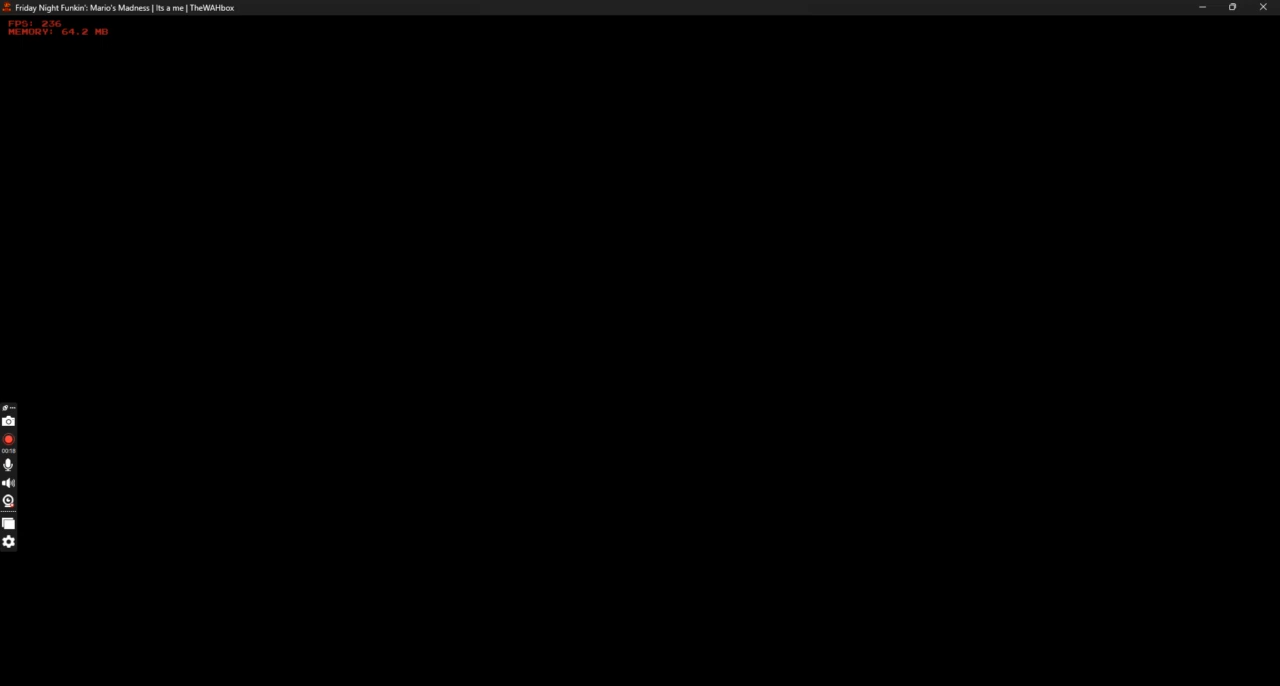 Friday Night Funkin': Mario's Madness | Its a me | TheWAHbox
FPS: 236
MEMORY: 64.2 MB
00:18